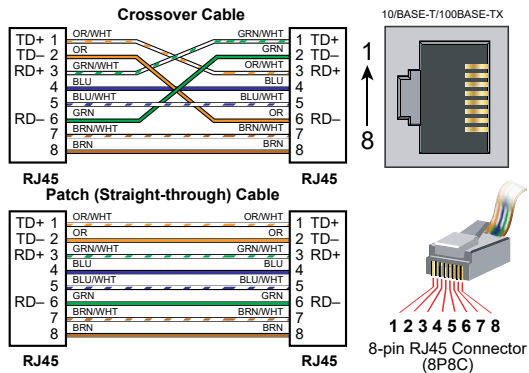 Crossover Cable
10/BASE-T/100BASE-TX
OR/WHT GRN/WHT
TD+ 1 1 TD+
OR GRN
TD– 2 2 TD–
GRN/WHT OR/WHT
RD+ 3 3 RD+
BLU BLU
4 4
BLU/WHT BLU/WHT
5 5
GRN OR
RD– 6 6 RD–
BRN/WHT BRN/WHT
7 7
BRN BRN
8 8
RJ45 RJ45
1
8
Patch (Straight-through) Cable
OR/WHT OR/WHT
TD+ 1 1 TD+
OR OR
TD– 2 2 TD–
GRN/WHT GRN/WHT
RD+ 3 3 RD+
BLU BLU
4 4
BLU/WHT BLU/WHT
5 5
GRN GRN
RD– 6 6 RD–
BRN/WHT BRN/WHT
7 7
BRN BRN
8 8
RJ45 RJ45
1 2 3 4 5 6 7 8
8-pin RJ45 Connector
(8P8C)